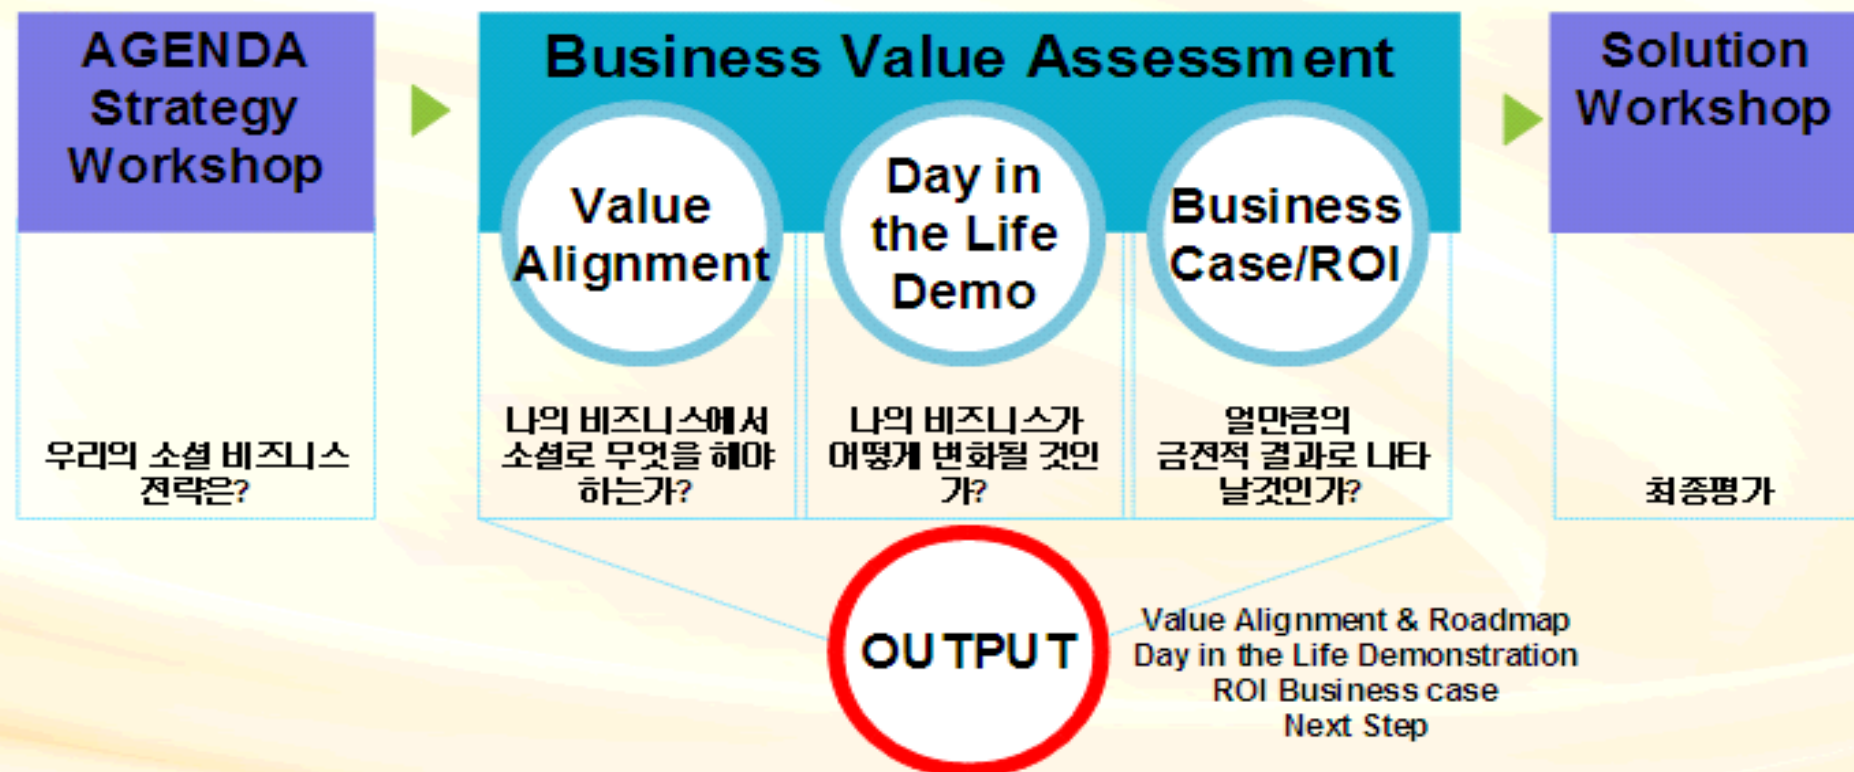 AGENDA
Strategy
Workshop
우리의 소셜 비즈니스
전략은?
Business Value Assessment
Value
Alignment
나의 비즈니스에서
소셜로 무엇을 해야
하는가?
Day in
the Life
Demo
나의 비즈니스가
어떻게 변화될 것인
가?
Business
Case/ROI
얼만큼의
금전적 결과로 나타
날것인가?
Solution
Workshop
최종평가
OUTPUT
Value Alignment & Roadmap
Day in the Life Demonstration
ROI Business case
Next Step